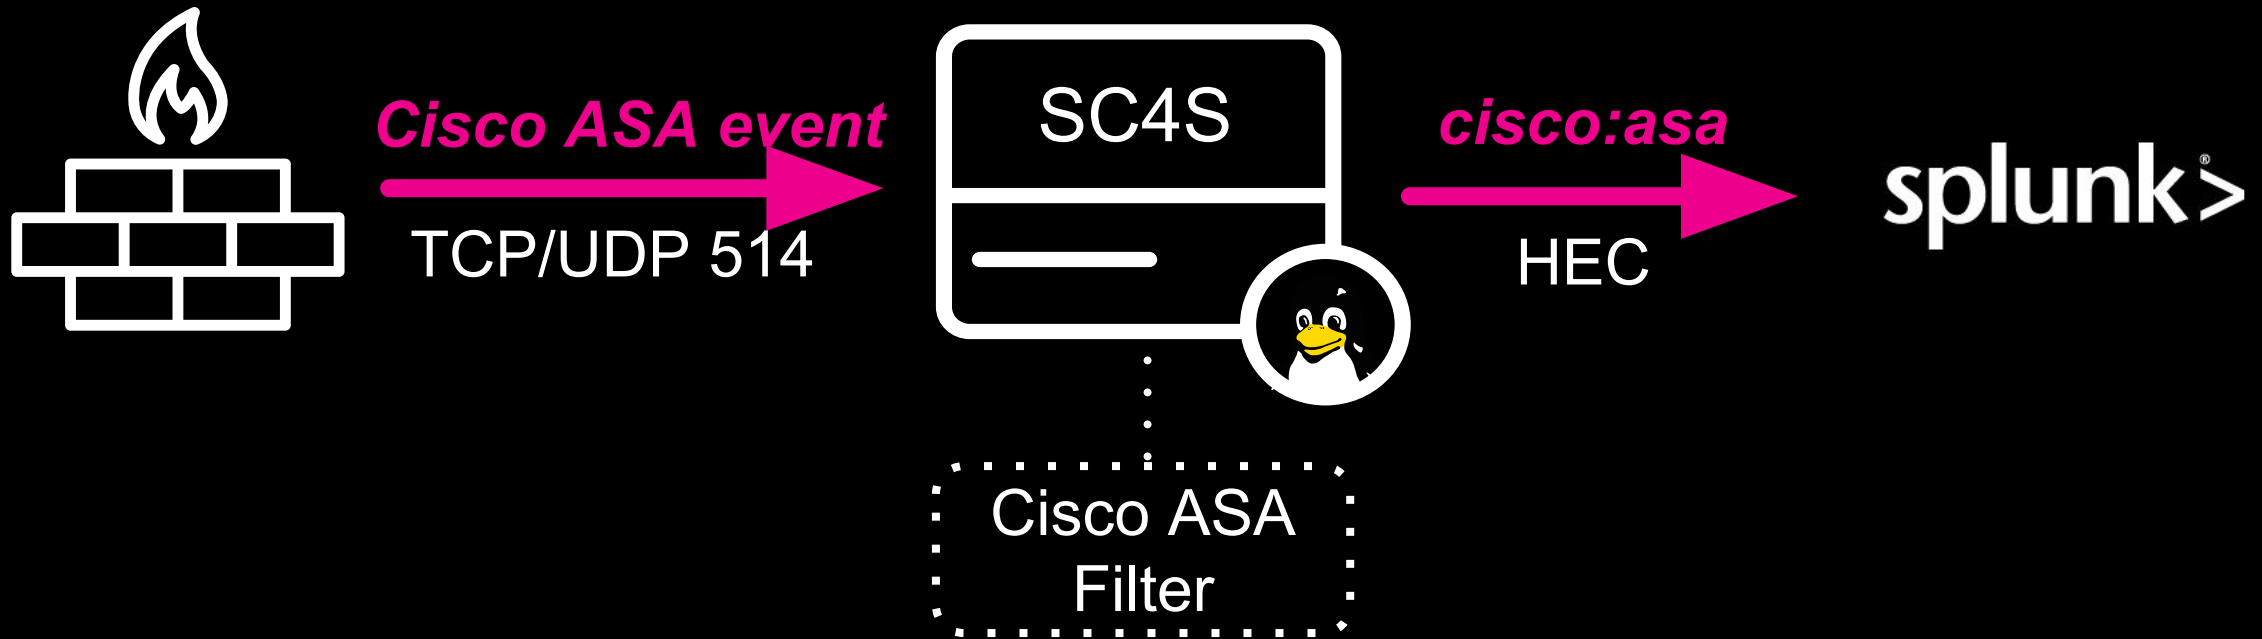 Cisco ASA event
TCP/UDP 514
SC4S
cisco:asa
HEC
splunk>®
Cisco ASA
Filter